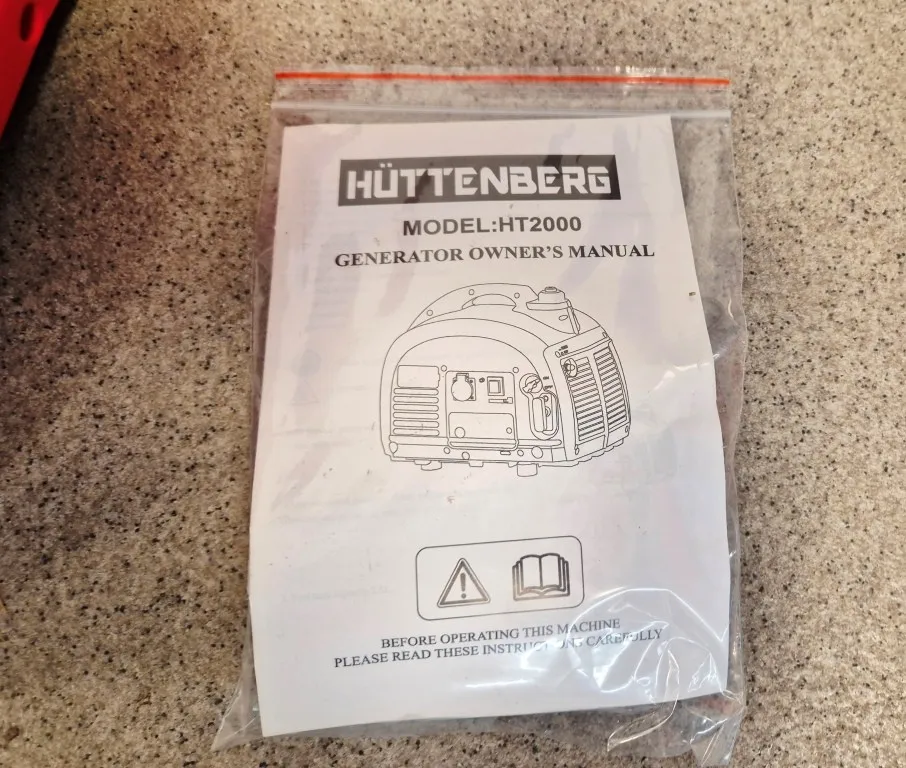 HÜTTENBERG
MODEL:HT2000
GENERATOR OWNER'S MANUAL
BEFORE OPERATING THIS MACHINE
PLEASE READ THESE INSTRUCTIONS CAREFULLY